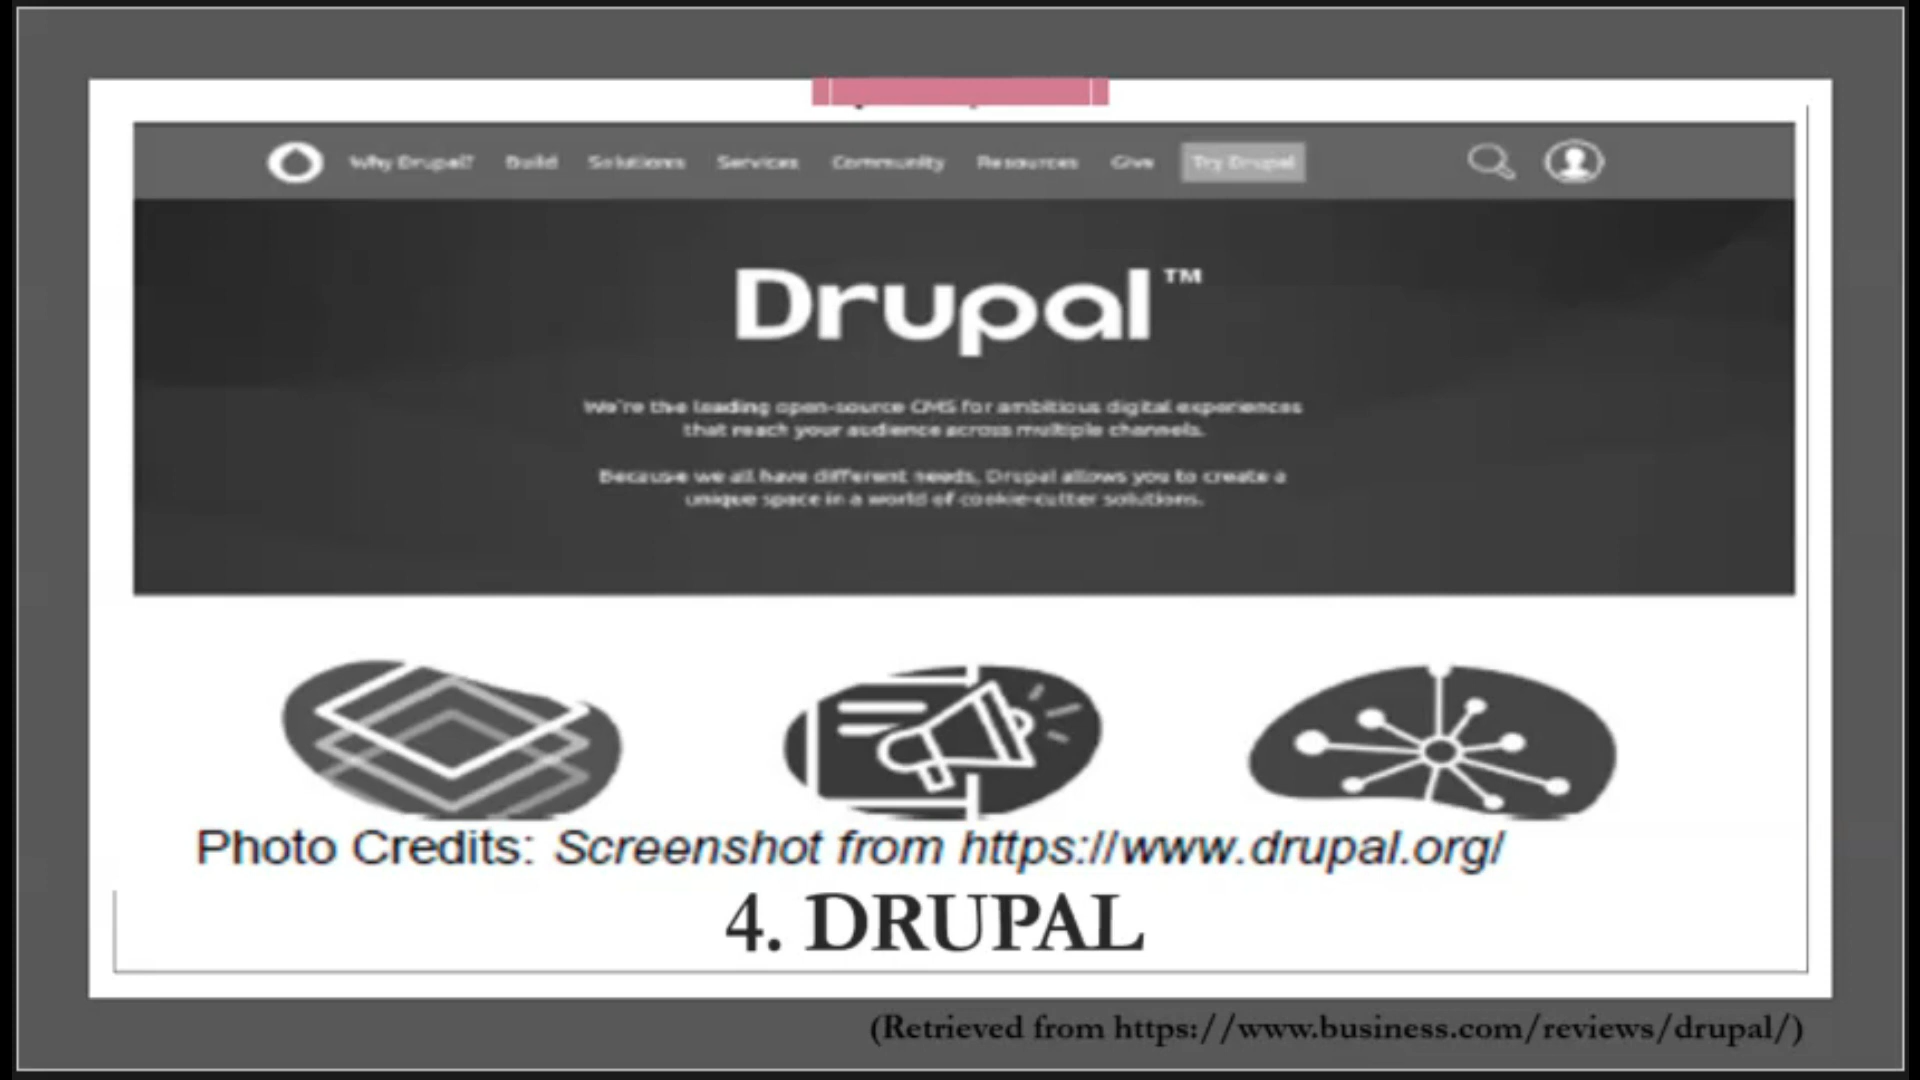 Why Drupal? Build Solutions Services Community Resources Give Try Drupal
Drupal™
We're the leading open-source CMS for ambitious digital experiences
that reach your audience across multiple channels.
Because we all have different needs, Drupal allows you to create a
unique space in a world of cookie-cutter solutions.
Photo Credits: Screenshot from https://www.drupal.org/
4. DRUPAL
(Retrieved from https://www.business.com/reviews/drupal/)